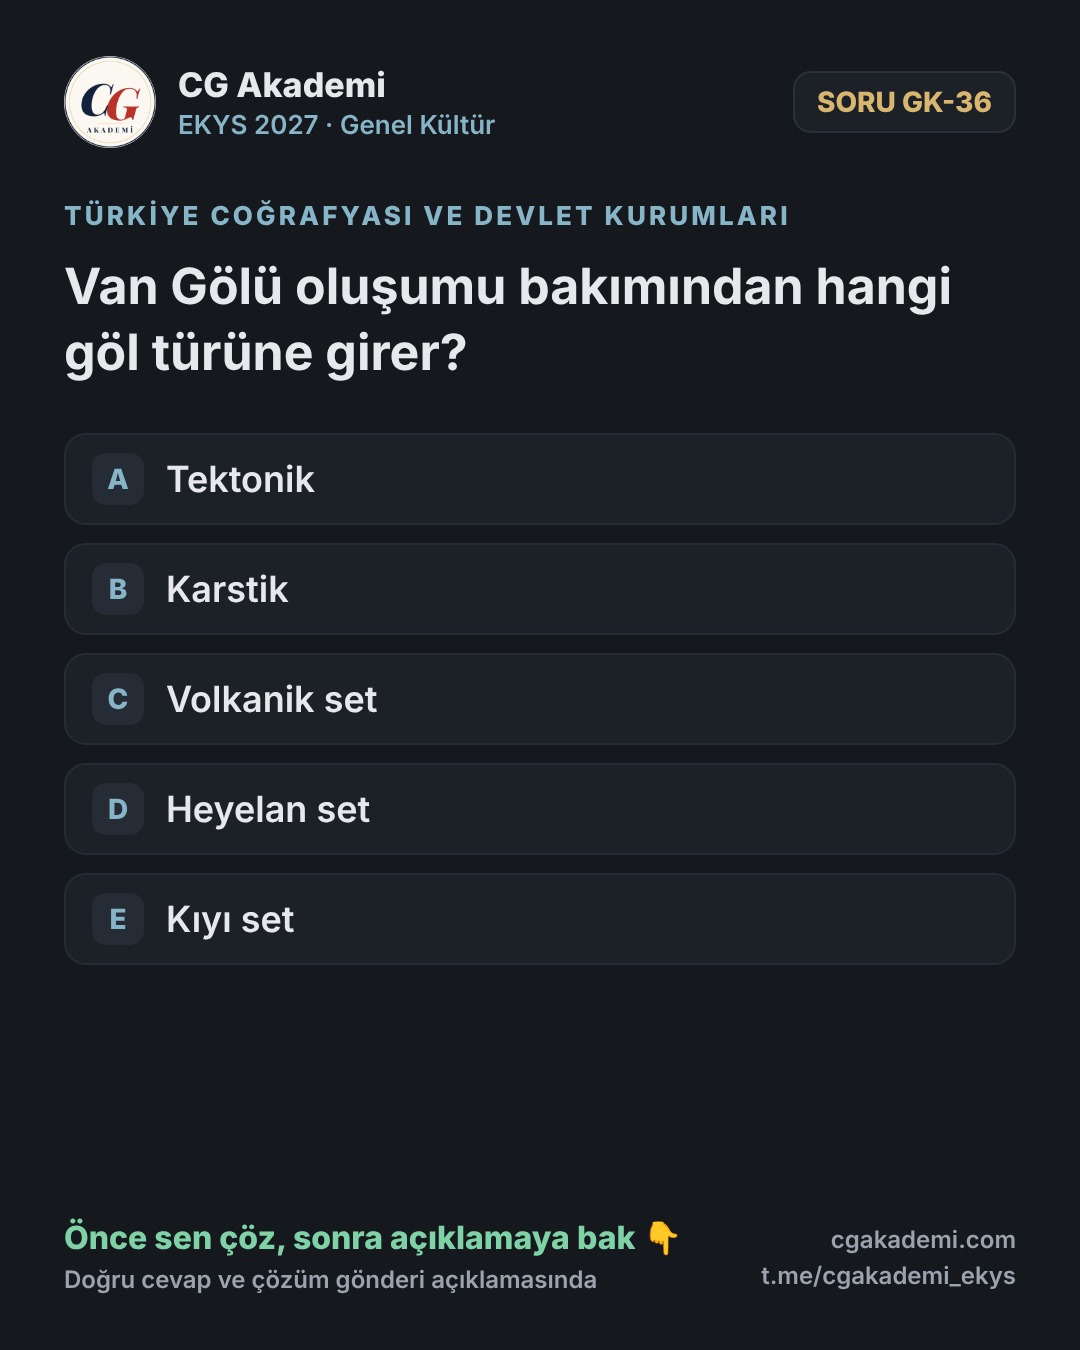 CG
AKADEMİ
CG Akademi
EKYS 2027 · Genel Kültür
SORU GK-36
TÜRKİYE COĞRAFYASI VE DEVLET KURUMLARI
Van Gölü oluşumu bakımından hangi
göl türüne girer?
A Tektonik
B Karstik
C Volkanik set
D Heyelan set
E Kıyı set
Önce sen çöz, sonra açıklamaya bak 👇
Doğru cevap ve çözüm gönderi açıklamasında
cgakademi.com
t.me/cgakademi_ekys